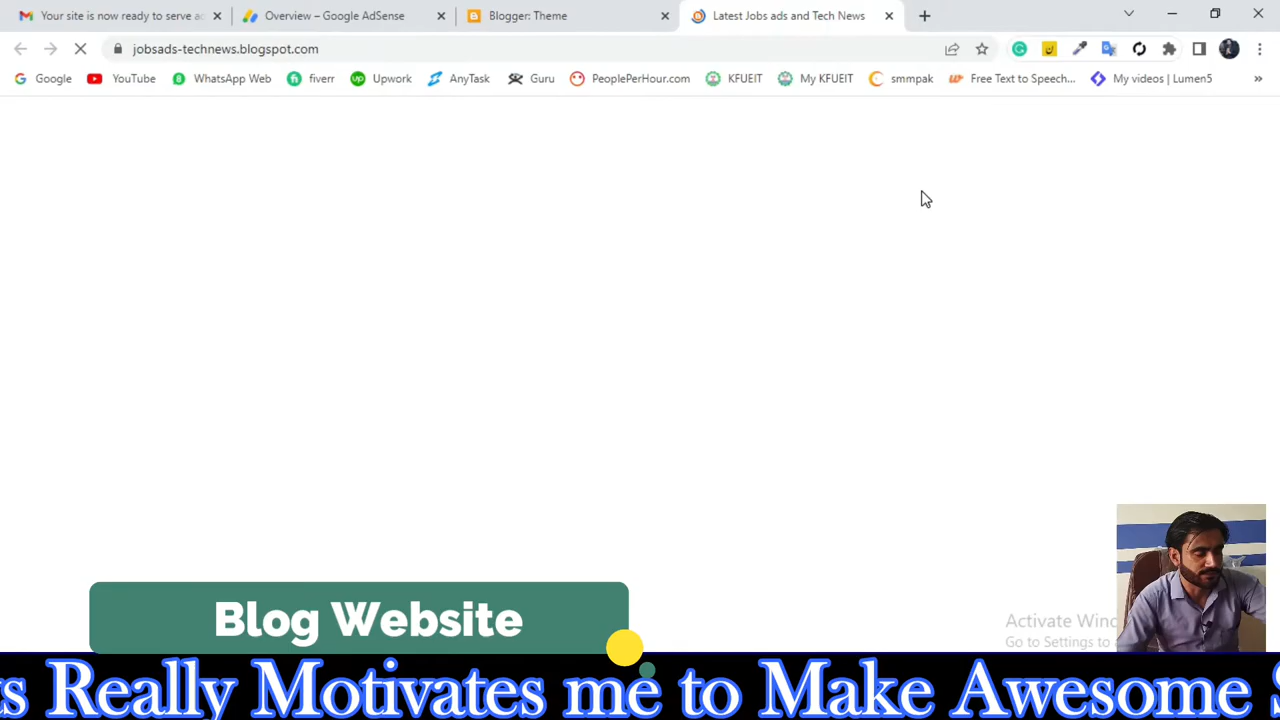 Your site is now ready to serve ad
Overview – Google AdSense
Blogger: Theme
Latest Jobs ads and Tech News
jobsads-technews.blogspot.com
Google
YouTube
WhatsApp Web
fiverr
Upwork
AnyTask
Guru
PeoplePerHour.com
KFUEIT
My KFUEIT
smmpak
Free Text to Speech...
My videos | Lumen5
Blog Website
Activate Win
Go to Settings to
s Really Motivates me to Make Awesome S